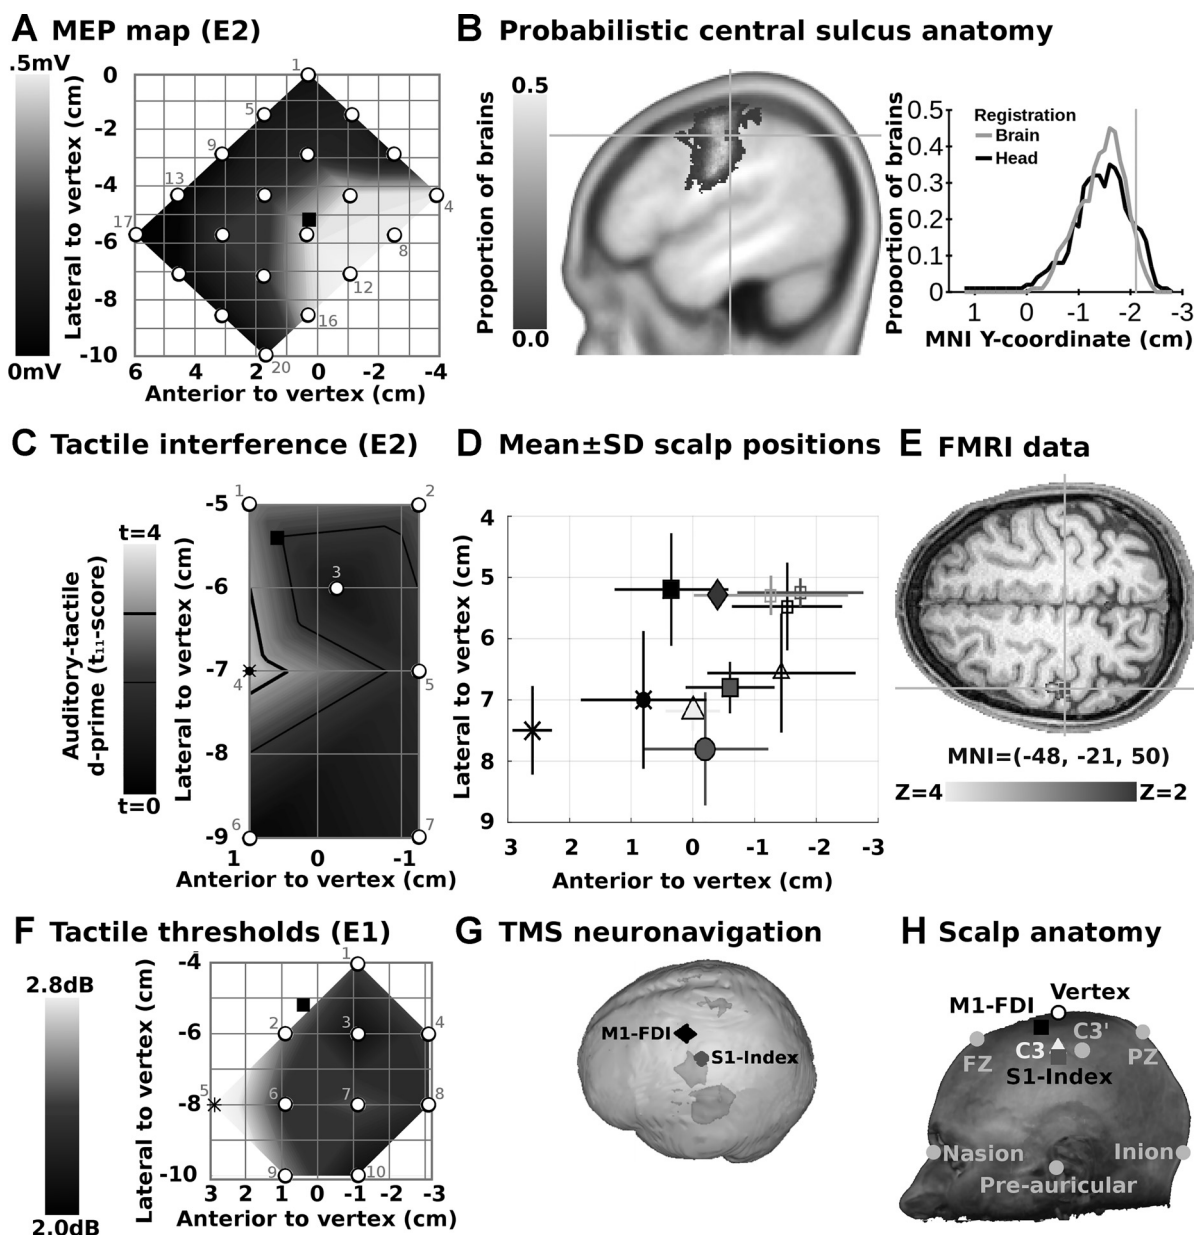 A MEP map (E2)
.5mV
0mV
Lateral to vertex (cm)
0
-2
-4
-6
-8
-10
1
5
9
13
17
4
8
12
16
20
6 4 2 0 -2 -4
Anterior to vertex (cm)
B Probabilistic central sulcus anatomy
0.5
Proportion of brains
0.0
Proportion of brains
0.5
0.4
0.3
0.2
0.1
0
Registration
Brain
Head
1 0 -1 -2 -3
MNI Y-coordinate (cm)
C Tactile interference (E2)
t=4
Auditory-tactile
d-prime (t11-score)
t=0
Lateral to vertex (cm)
-5
-6
-7
-8
-9
1 2
3
4 5
6 7
1 0 -1
Anterior to vertex (cm)
D Mean±SD scalp positions
Lateral to vertex (cm)
4
5
6
7
8
9
3 2 1 0 -1 -2 -3
Anterior to vertex (cm)
E FMRI data
MNI=(-48, -21, 50)
Z=4 Z=2
F Tactile thresholds (E1)
2.8dB
2.0dB
Lateral to vertex (cm)
-4
-6
-8
-10
1
2 3 4
5 6 7 8
9 10
3 2 1 0 -1 -2 -3
Anterior to vertex (cm)
G TMS neuronavigation
M1-FDI
S1-Index
H Scalp anatomy
Vertex
M1-FDI
C3'
FZ C3 PZ
S1-Index
Nasion Inion
Pre-auricular